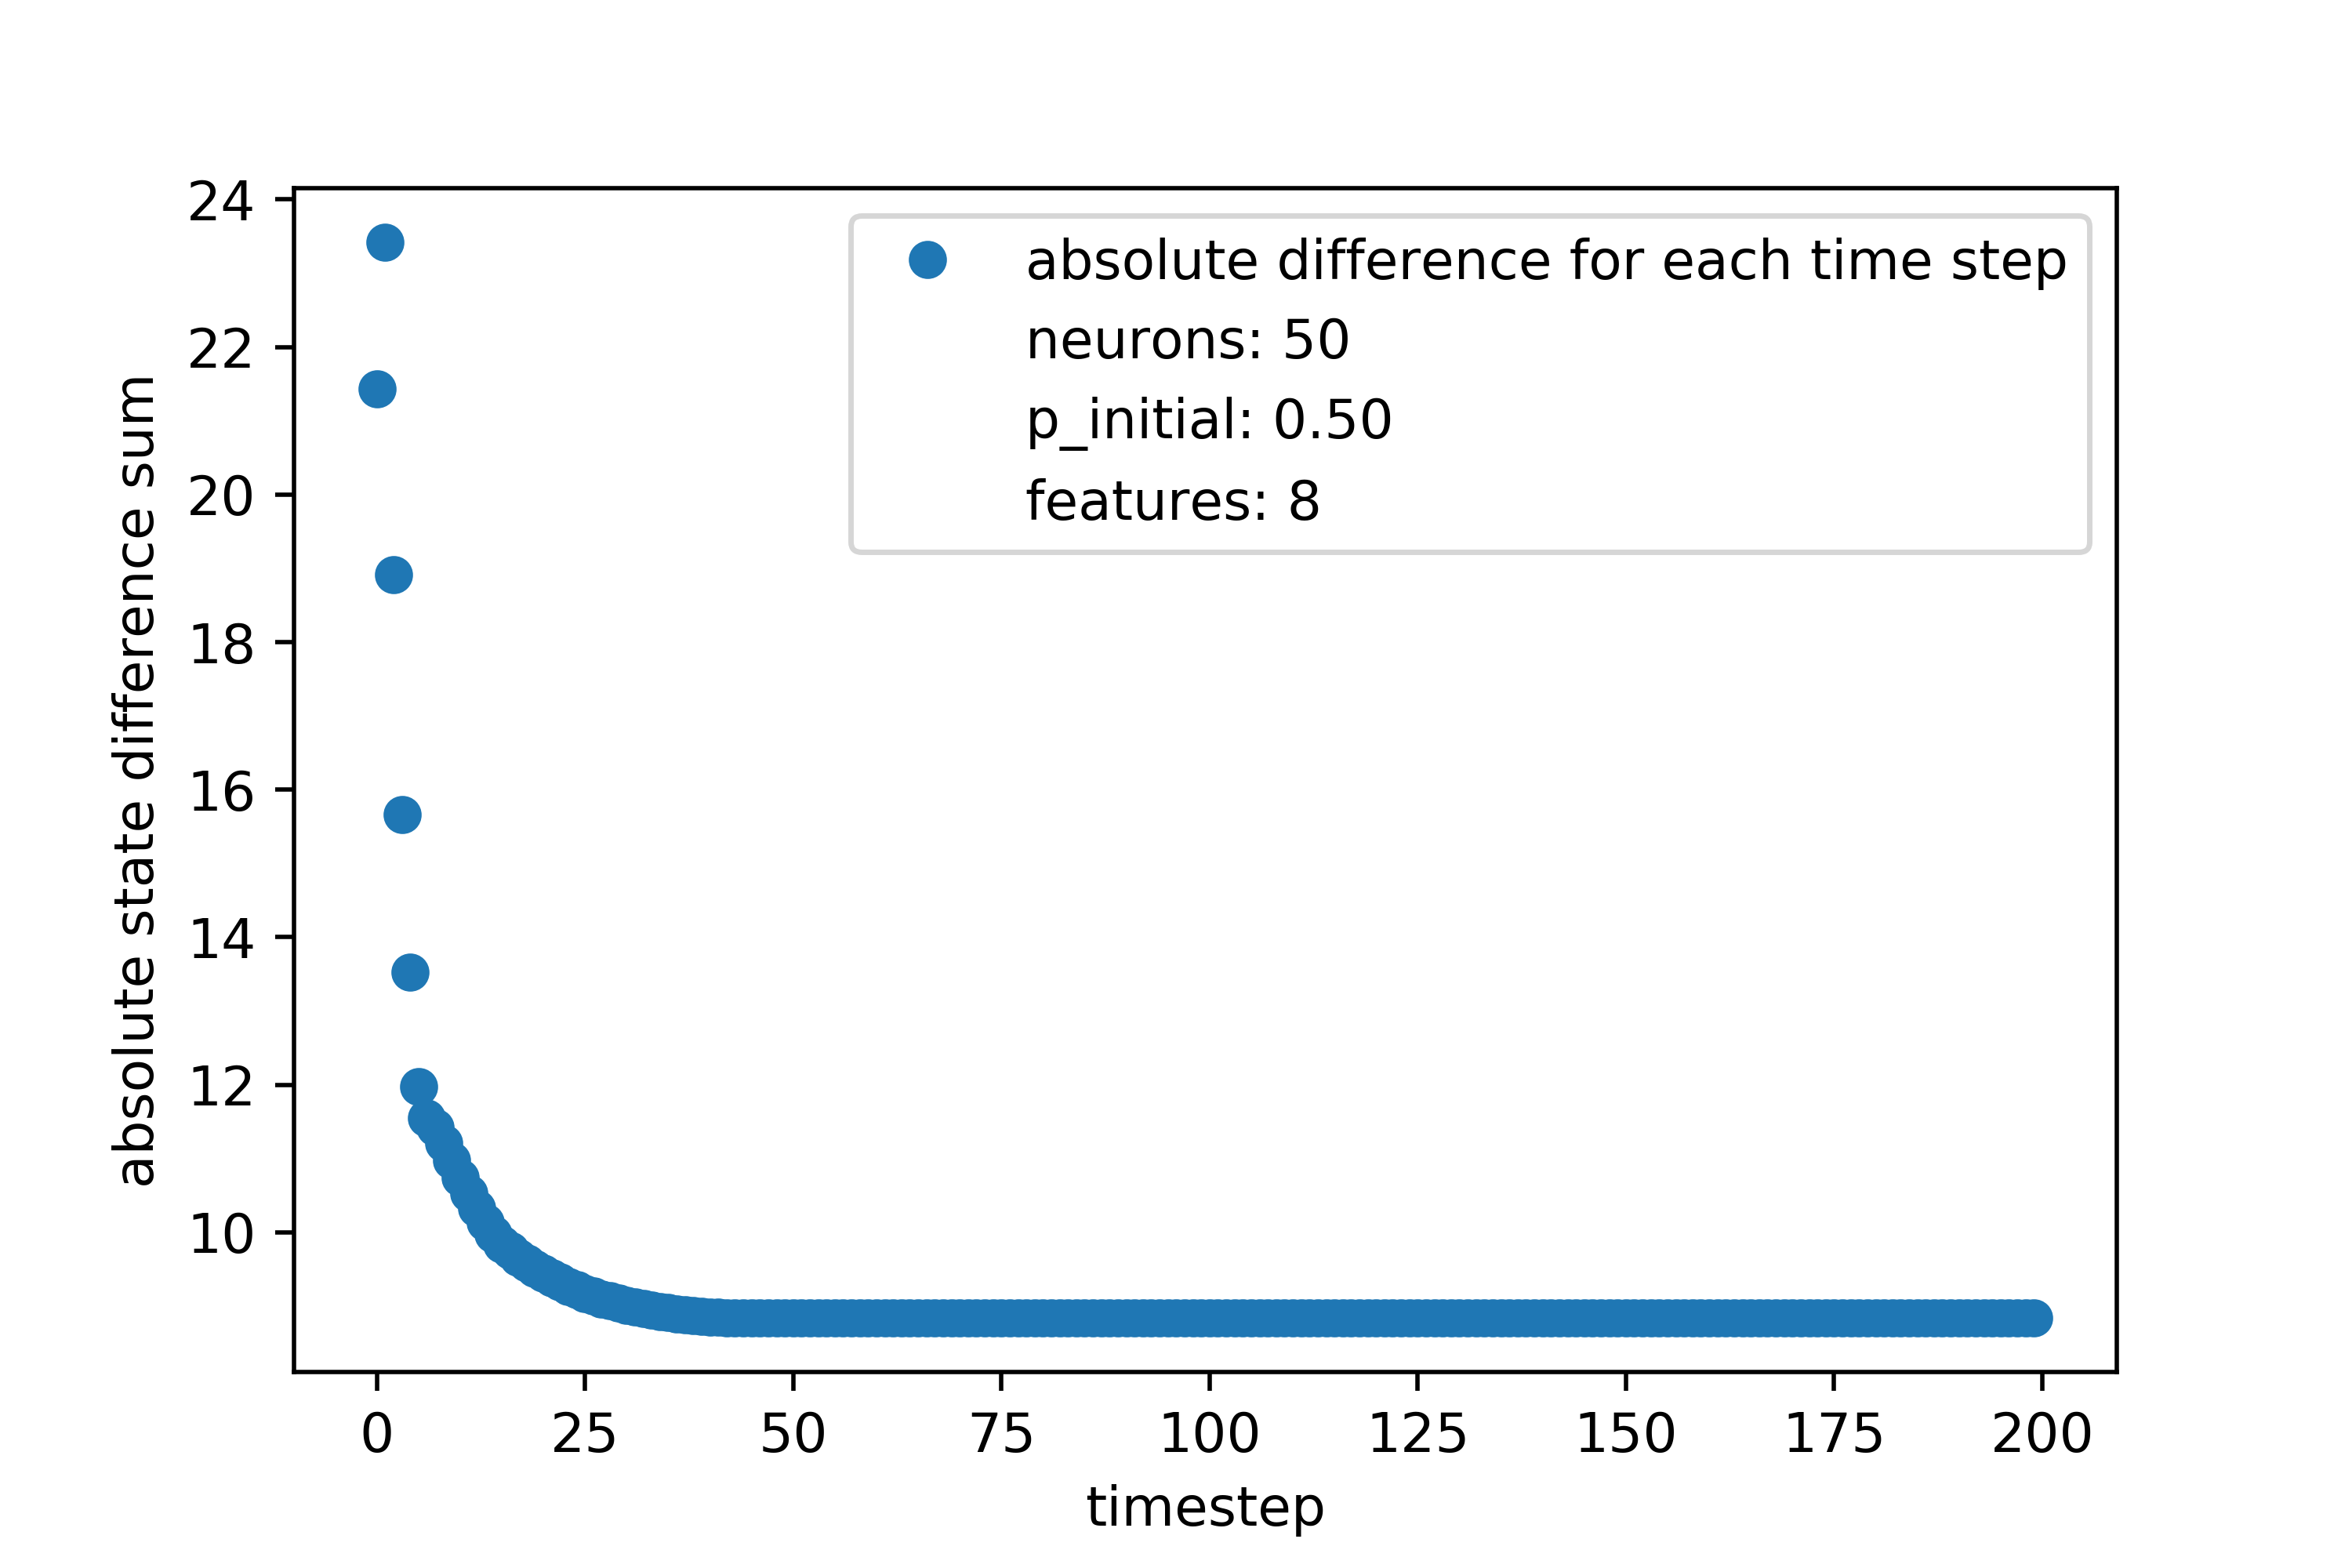 absolute difference for each time step
neurons: 50
p_initial: 0.50
features: 8
absolute state difference sum
24
22
20
18
16
14
12
10
0 25 50 75 100 125 150 175 200
timestep